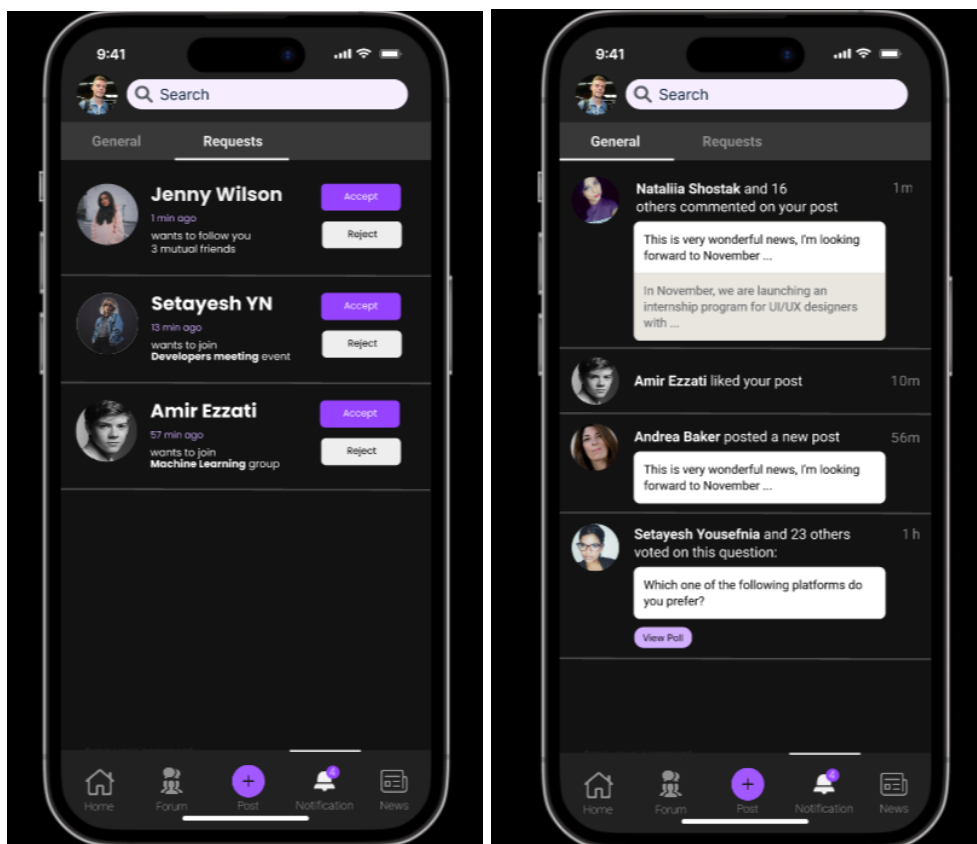 9:41
Search
General
Requests
Jenny Wilson
Accept
1 min ago
wants to follow you
Reject
3 mutual friends
Setayesh YN
Accept
13 min ago
wants to join
Reject
Developers meeting event
Amir Ezzati
Accept
57 min ago
wants to join
Reject
Machine Learning group
4
Home
Forum
Post
Notification
News
9:41
Search
General
Requests
Nataliia Shostak and 16
1m
others commented on your post
This is very wonderful news, I'm looking
forward to November ...
In November, we are launching an
internship program for UI/UX designers
with ...
Amir Ezzati liked your post
10m
Andrea Baker posted a new post
56m
This is very wonderful news, I'm looking
forward to November ...
Setayesh Yousefnia and 23 others
1 h
voted on this question:
Which one of the following platforms do
you prefer?
View Poll
4
Home
Forum
Post
Notification
News